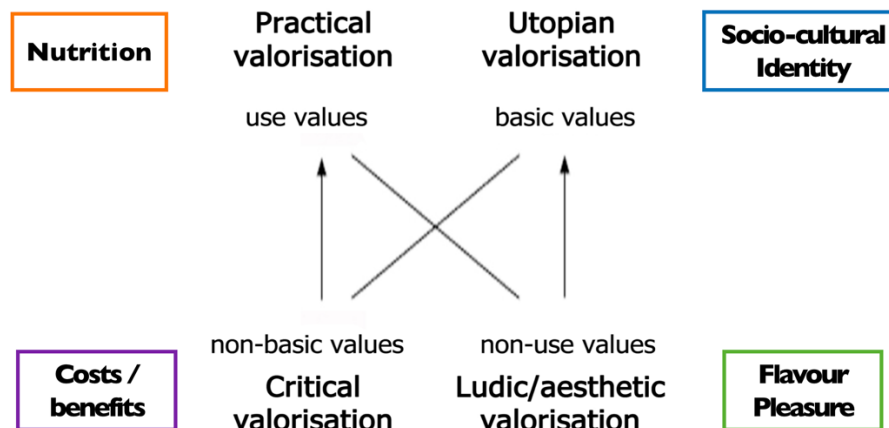 Nutrition
Practical
valorisation
Utopian
valorisation
Socio-cultural
Identity
use values
basic values
non-basic values
non-use values
Costs /
benefits
Critical
valorisation
Ludic/aesthetic
valorisation
Flavour
Pleasure